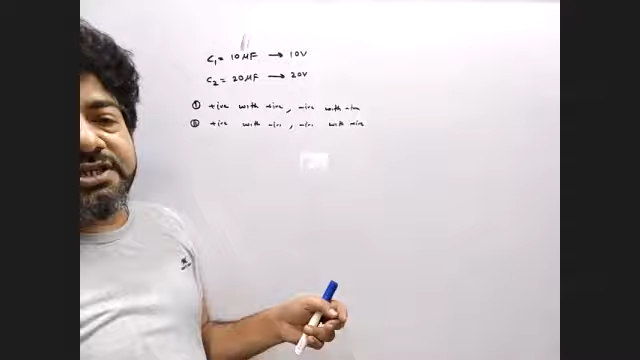 C₁ = 10 μF → 10V
C₂ = 20 μF → 20V
① +ive with +ive, -ive with -ive
② +ive with -ive, -ive with +ive